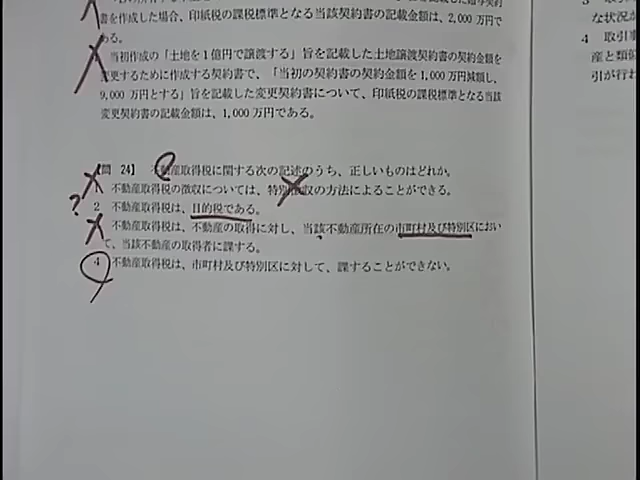 書を作成した場合、印紙税の課税標準となる当該契約書の記載金額は、2,000 万円で
ある。
当初作成の「土地を1億円で譲渡する」旨を記載した土地譲渡契約書の契約金額を
変更するために作成する契約書で、「当初の契約書の契約金額を 1,000 万円減額し、
9,000 万円とする」旨を記載した変更契約書について、印紙税の課税標準となる当該
変更契約書の記載金額は、1,000 万円である。
【問 24】 不動産取得税に関する次の記述のうち、正しいものはどれか。
不動産取得税の徴収については、特別徴収の方法によることができる。
? 2 不動産取得税は、目的税である。
不動産取得税は、不動産の取得に対し、当該不動産所在の市町村及び特別区におい
て、当該不動産の取得者に課する。
4 不動産取得税は、市町村及び特別区に対して、課することができない。
な状況か
4 取引事
産と類
引が行わ